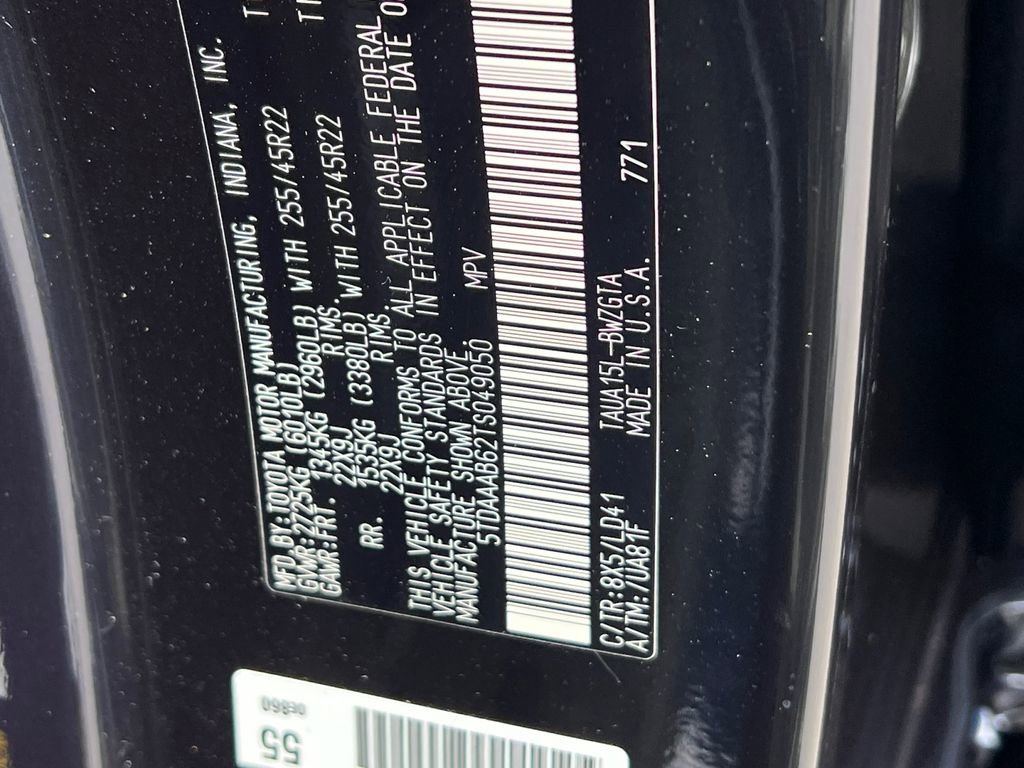 MFD.BY:TOYOTA MOTOR MANUFACTURING, INDIANA, INC.
GVWR:2725KG (6010LB)
GAWR:FRT. 1345KG (2960LB) WITH 255/45R22
22X9J RIMS
RR. 1535KG (3380LB) WITH 255/45R22
22X9J RIMS
THIS VEHICLE CONFORMS TO ALL APPLICABLE FEDERAL
VEHICLE SAFETY STANDARDS IN EFFECT ON THE DATE
MANUFACTURE SHOWN ABOVE.
5TDAAAB62TS049050 MPV
C/TR:8X5/LD41 TAUA15L-BWZGTA 771
A/TM:/UA81F MADE IN U.S.A.
55
0E860